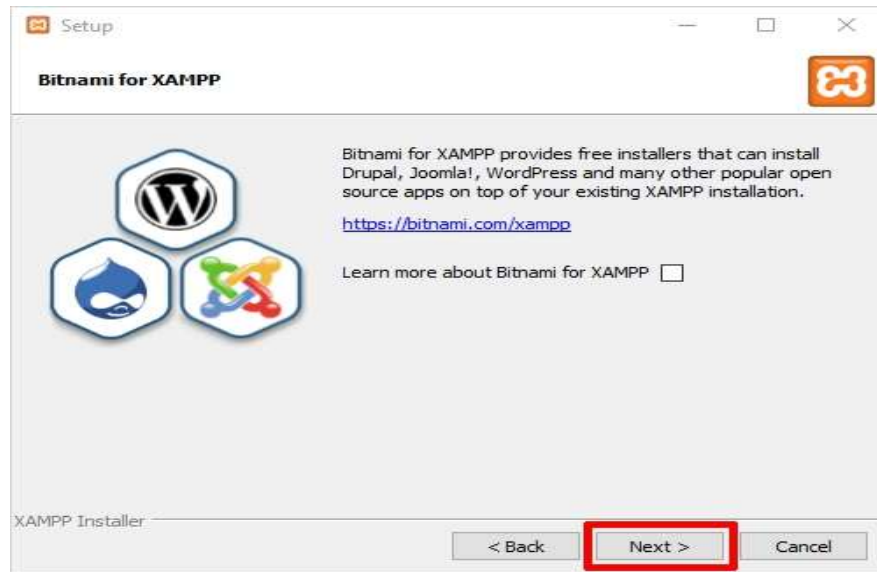 Setup
Bitnami for XAMPP
Bitnami for XAMPP provides free installers that can install
Drupal, Joomla!, WordPress and many other popular open
source apps on top of your existing XAMPP installation.
https://bitnami.com/xampp
Learn more about Bitnami for XAMPP
XAMPP Installer
< Back
Next >
Cancel